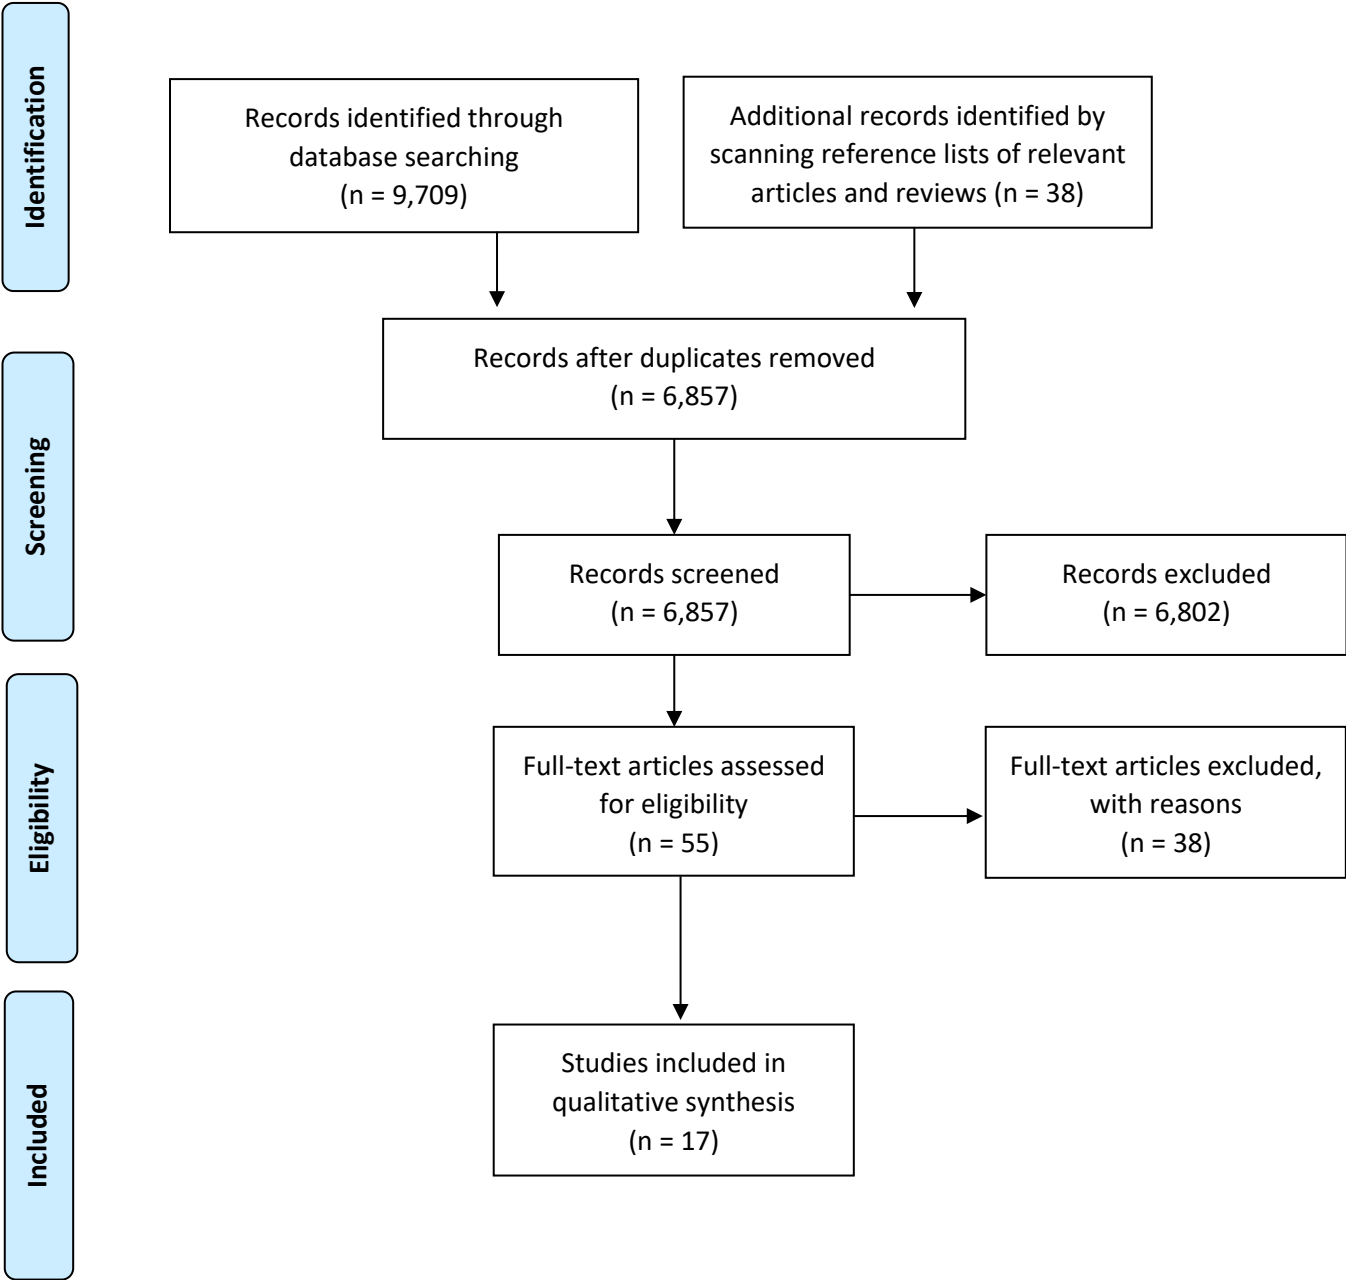 Identification
Records identified through
database searching
(n = 9,709)
Additional records identified by
scanning reference lists of relevant
articles and reviews (n = 38)
Records after duplicates removed
(n = 6,857)
Screening
Records screened
(n = 6,857)
Records excluded
(n = 6,802)
Eligibility
Full-text articles assessed
for eligibility
(n = 55)
Full-text articles excluded,
with reasons
(n = 38)
Included
Studies included in
qualitative synthesis
(n = 17)